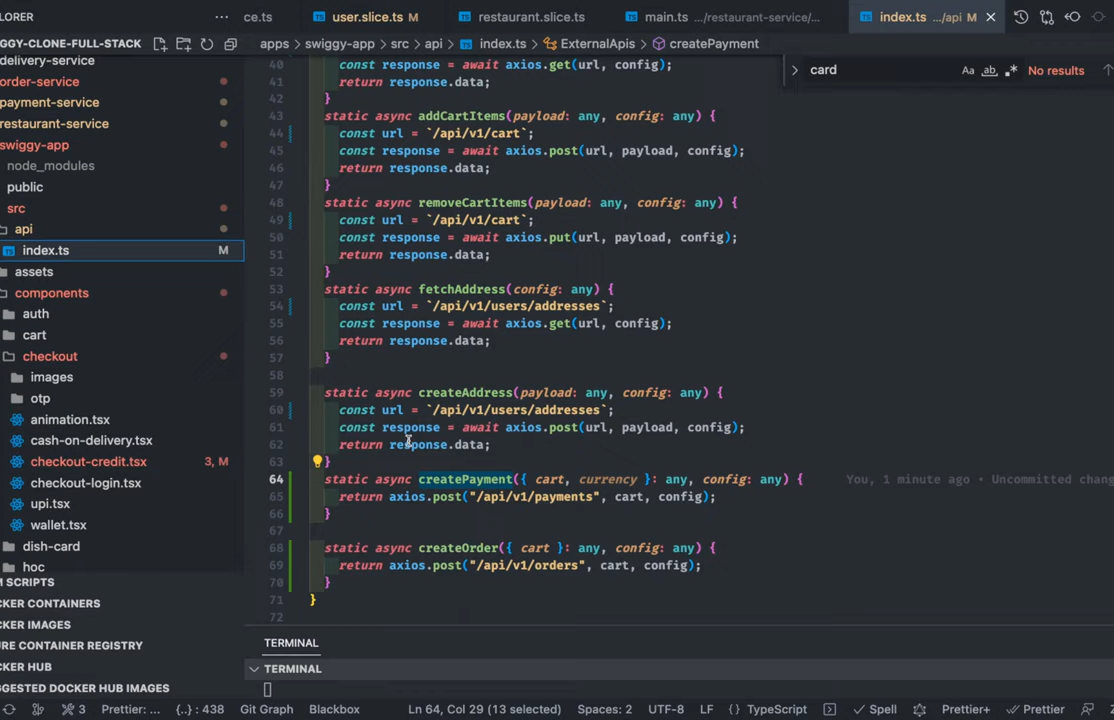 LORER
...
ce.ts
user.slice.ts M
restaurant.slice.ts
main.ts .../restaurant-service/...
index.ts .../api
GGY-CLONE-FULL-STACK
apps > swiggy-app > src > api > index.ts > ExternalApis > createPayment
card
Aa
ab
.*
No results
delivery-service
order-service
payment-service
restaurant-service
swiggy-app
node_modules
public
src
api
index.ts M
assets
components
auth
cart
checkout
images
otp
animation.tsx
cash-on-delivery.tsx
checkout-credit.tsx 3, M
checkout-login.tsx
upi.tsx
wallet.tsx
dish-card
hoc
M SCRIPTS
CKER CONTAINERS
CKER IMAGES
URE CONTAINER REGISTRY
CKER HUB
GGESTED DOCKER HUB IMAGES
40 const response = await axios.get(url, config);
41 return response.data;
42 }
43 static async addCartItems(payload: any, config: any) {
44 const url = `/api/v1/cart`;
45 const response = await axios.post(url, payload, config);
46 return response.data;
47 }
48 static async removeCartItems(payload: any, config: any) {
49 const url = `/api/v1/cart`;
50 const response = await axios.put(url, payload, config);
51 return response.data;
52 }
53 static async fetchAddress(config: any) {
54 const url = `/api/v1/users/addresses`;
55 const response = await axios.get(url, config);
56 return response.data;
57 }
58
59 static async createAddress(payload: any, config: any) {
60 const url = `/api/v1/users/addresses`;
61 const response = await axios.post(url, payload, config);
62 return response.data;
63 }
64 static async createPayment({ cart, currency }: any, config: any) { You, 1 minute ago • Uncommitted chang
65 return axios.post("/api/v1/payments", cart, config);
66 }
67
68 static async createOrder({ cart }: any, config: any) {
69 return axios.post("/api/v1/orders", cart, config);
70 }
71 }
72
TERMINAL
TERMINAL
3 Prettier: ... {..} : 438 Git Graph Blackbox Ln 64, Col 29 (13 selected) Spaces: 2 UTF-8 LF {} TypeScript Spell Prettier+ Prettier